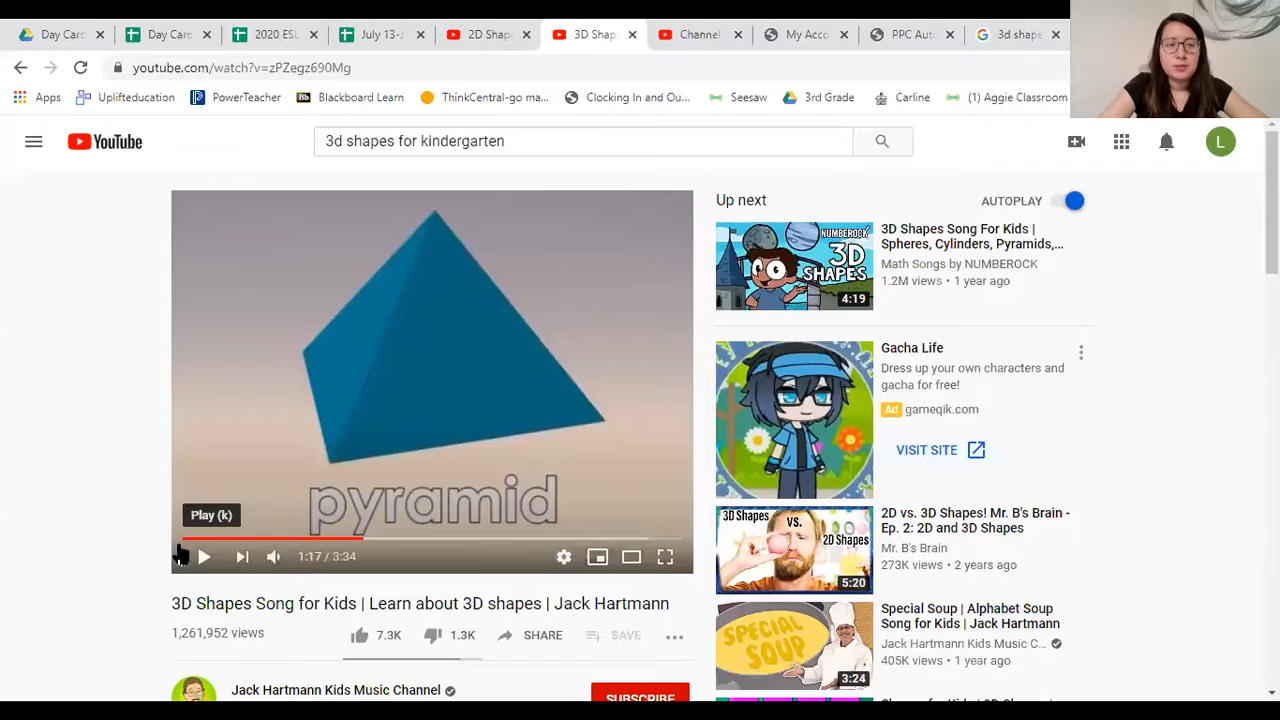 Day Car
Day Car
2020 ESL
July 13-J
2D Shap
3D Shap
Channel
My Acco
PPC Auto
3d shape
youtube.com/watch?v=zPZegz690Mg
Apps
Uplifteducation
PowerTeacher
Bb
Blackboard Learn
ThinkCentral-go ma...
Clocking In and Ou...
Seesaw
3rd Grade
Carline
(1) Aggie Classroom
YouTube
3d shapes for kindergarten
L
pyramid
Play (k)
1:17 / 3:34
3D Shapes Song for Kids | Learn about 3D shapes | Jack Hartmann
1,261,952 views
7.3K
1.3K
SHARE
SAVE
Jack Hartmann Kids Music Channel
SUBSCRIBE
Up next
AUTOPLAY
NUMBEROCK
3D
SHAPES
4:19
3D Shapes Song For Kids |
Spheres, Cylinders, Pyramids,...
Math Songs by NUMBEROCK
1.2M views • 1 year ago
Gacha Life
Dress up your own characters and
gacha for free!
Ad gameqik.com
VISIT SITE
3D Shapes
VS.
2D Shapes
5:20
2D vs. 3D Shapes! Mr. B's Brain -
Ep. 2: 2D and 3D Shapes
Mr. B's Brain
273K views • 2 years ago
SPECIAL
SOUP
3:24
Special Soup | Alphabet Soup
Song for Kids | Jack Hartmann
Jack Hartmann Kids Music C...
405K views • 1 year ago